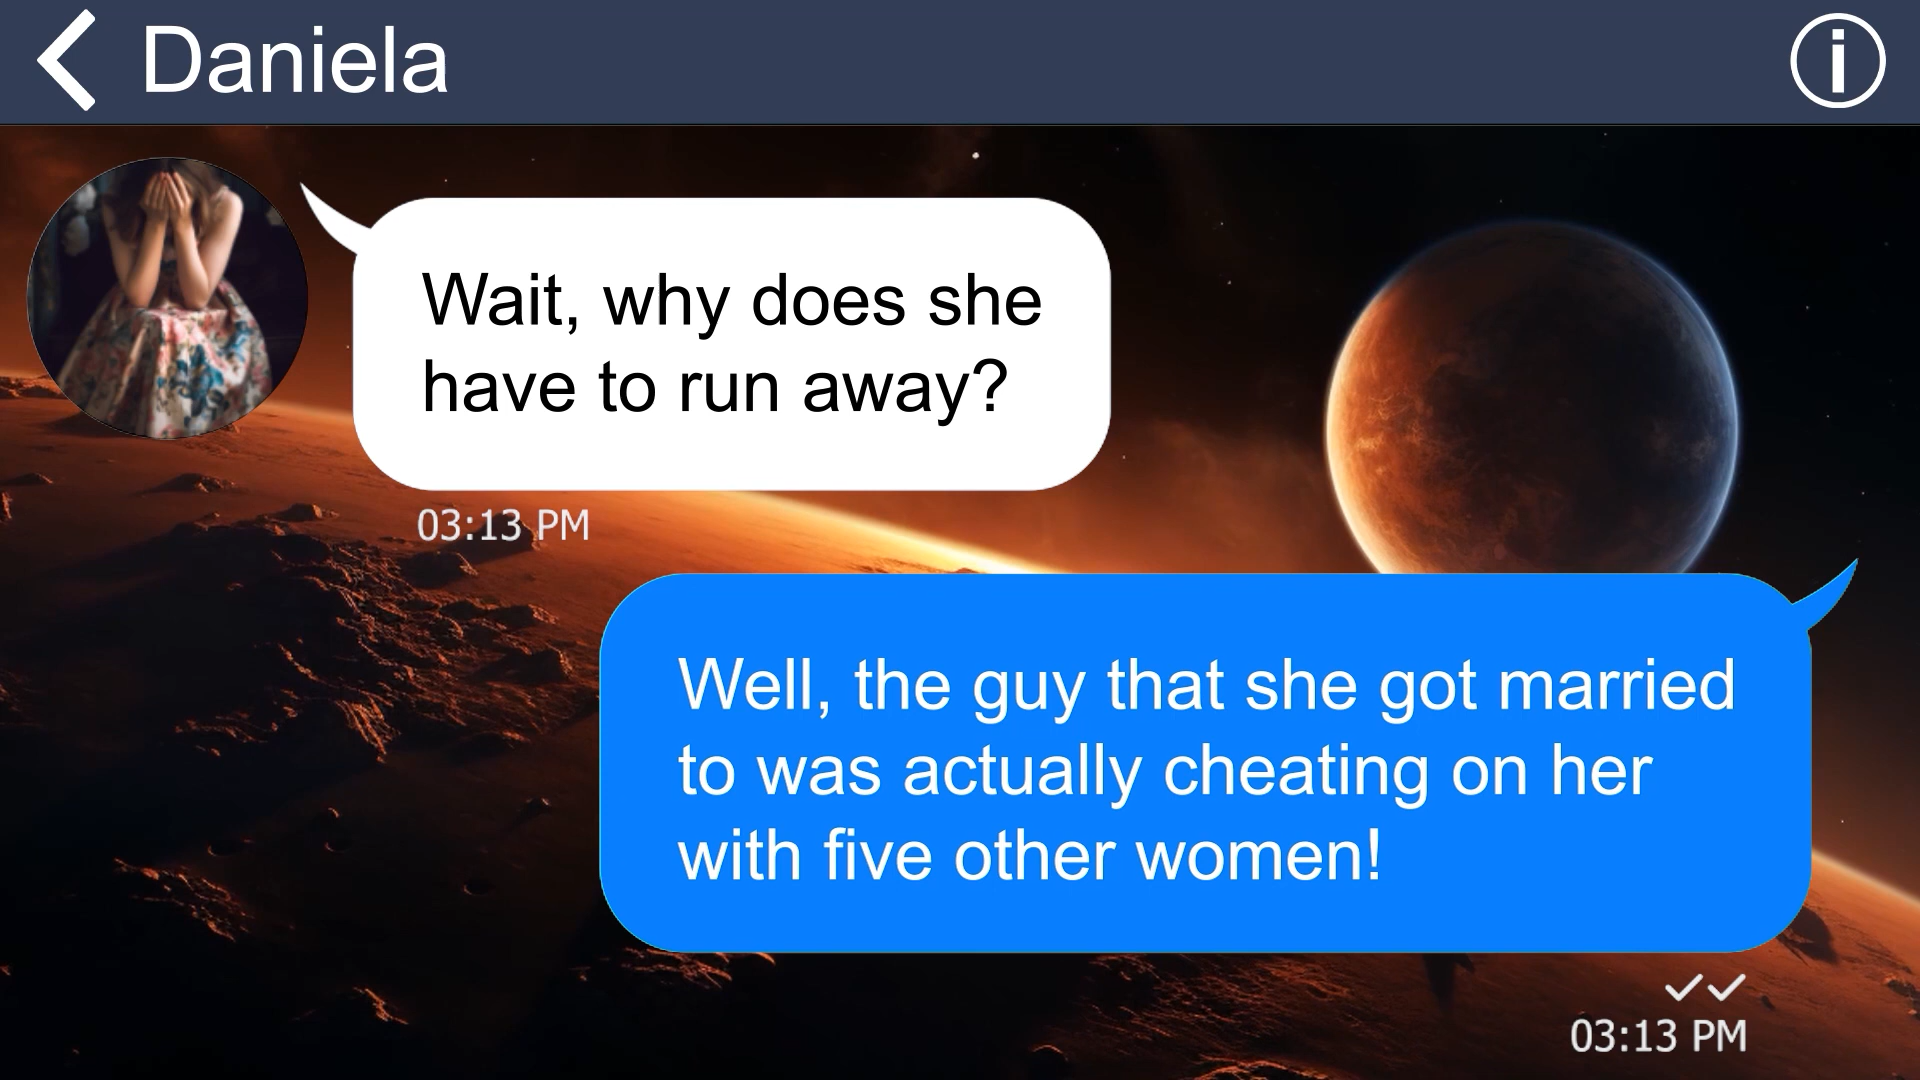 Daniela
Wait, why does she
have to run away?
03:13 PM
Well, the guy that she got married
to was actually cheating on her
with five other women!
03:13 PM